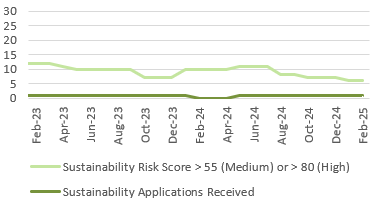 30
25
20
15
10
5
0
Feb-23 Apr-23 Jun-23 Aug-23 Oct-23 Dec-23 Feb-24 Apr-24 Jun-24 Aug-24 Oct-24 Dec-24 Feb-25
Sustainability Risk Score > 55 (Medium) or > 80 (High)
Sustainability Applications Received